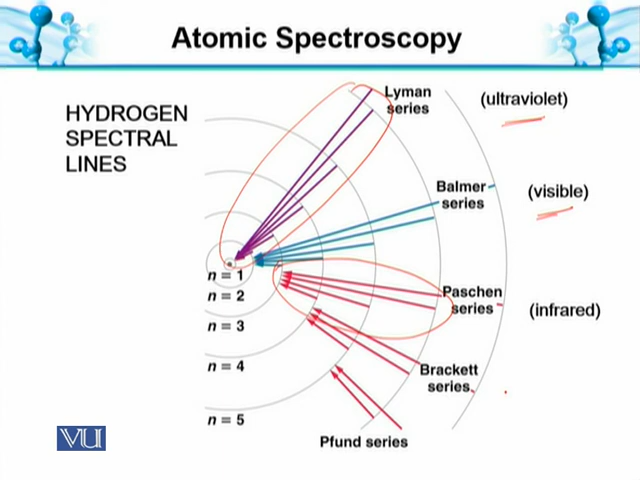 Atomic Spectroscopy
HYDROGEN
SPECTRAL
LINES
Lyman
series
(ultraviolet)
Balmer
series
(visible)
Paschen
series
(infrared)
Brackett
series
Pfund series
n = 1
n = 2
n = 3
n = 4
n = 5
VU